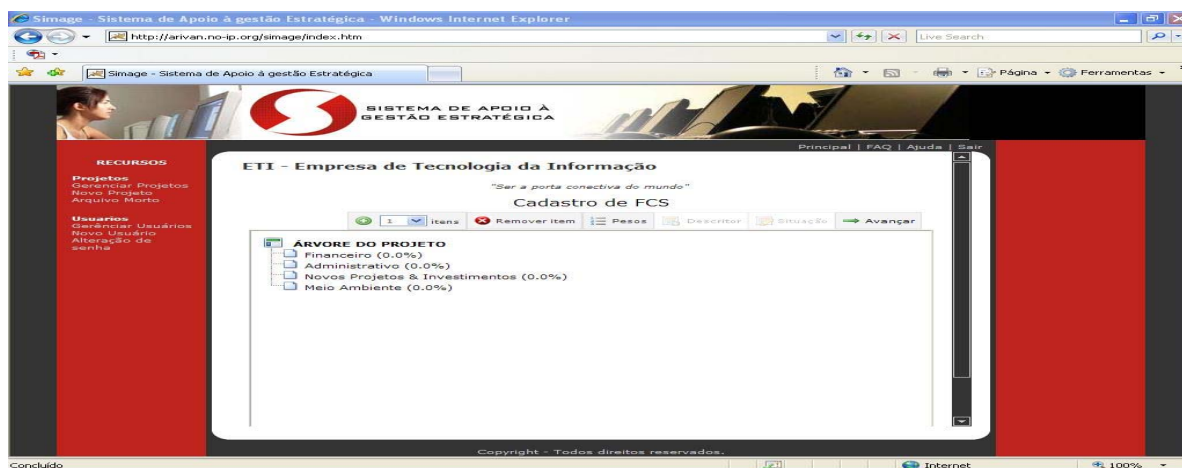 Simage - Sistema de Apoio à gestão Estratégica - Windows Internet Explorer
http://arivan.no-ip.org/simage/index.htm
Live Search
Simage - Sistema de Apoio á gestão Estratégica
Página
Ferramentas
SISTEMA DE APOIO À
GESTÃO ESTRATÉGICA
Principal | FAQ | Ajuda | Sair
RECURSOS
Projetos
Gerenciar Projetos
Novo Projeto
Arquivo Morto
Usuarios
Gerênciar Usuários
Novo Usuário
Alteração de
senha
ETI - Empresa de Tecnologia da Informação
"Ser a porta conectiva do mundo"
Cadastro de FCS
1 itens Remover item Pesos Descritor Situação Avançar
ÁRVORE DO PROJETO
Financeiro (0.0%)
Administrativo (0.0%)
Novos Projetos & Investimentos (0.0%)
Meio Ambiente (0.0%)
Copyright - Todos direitos reservados.
Concluído
Internet
100%